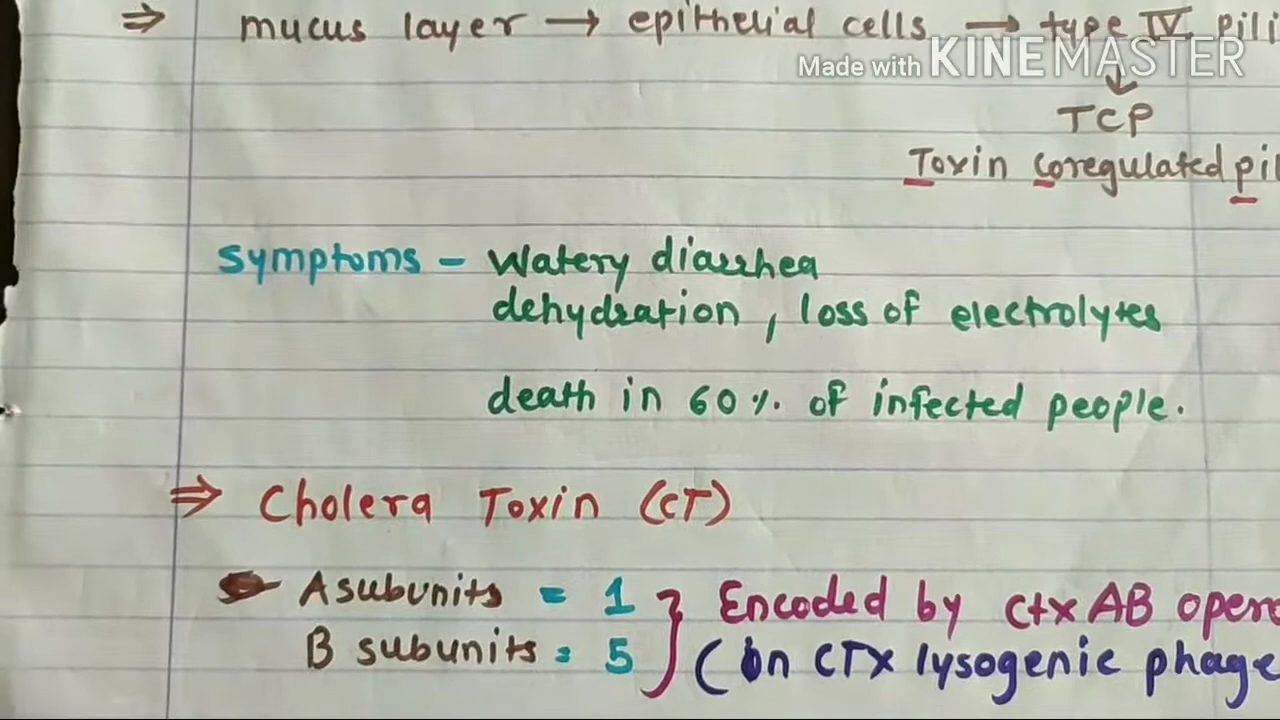 ⇒ mucus layer → epithelial cells → type IV pili
Made with KINEMASTER
↓
TCP
Toxin coregulated pil
Symptoms - Watery diarrhea
dehydration, loss of electrolytes
death in 60%. of infected people.
⇒ Cholera Toxin (CT)
A subunits = 1 } Encoded by ctx AB opero
B subunits = 5 (on CTX lysogenic phage